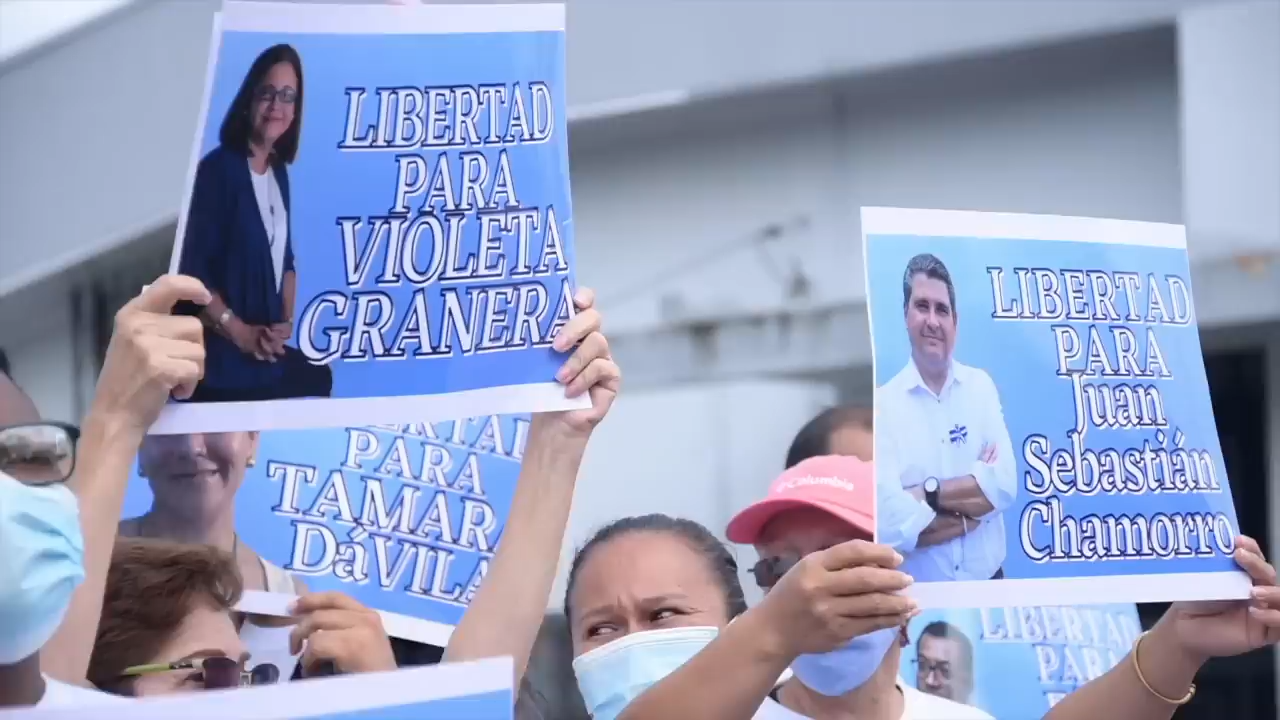 LIBERTAD
PARA
VIOLETA
GRANERA
LIBERTAD
PARA
Juan
Sebastián
Chamorro
PARA
TAMARA
DáVILA
Columbia
LIBERTAD
PARA